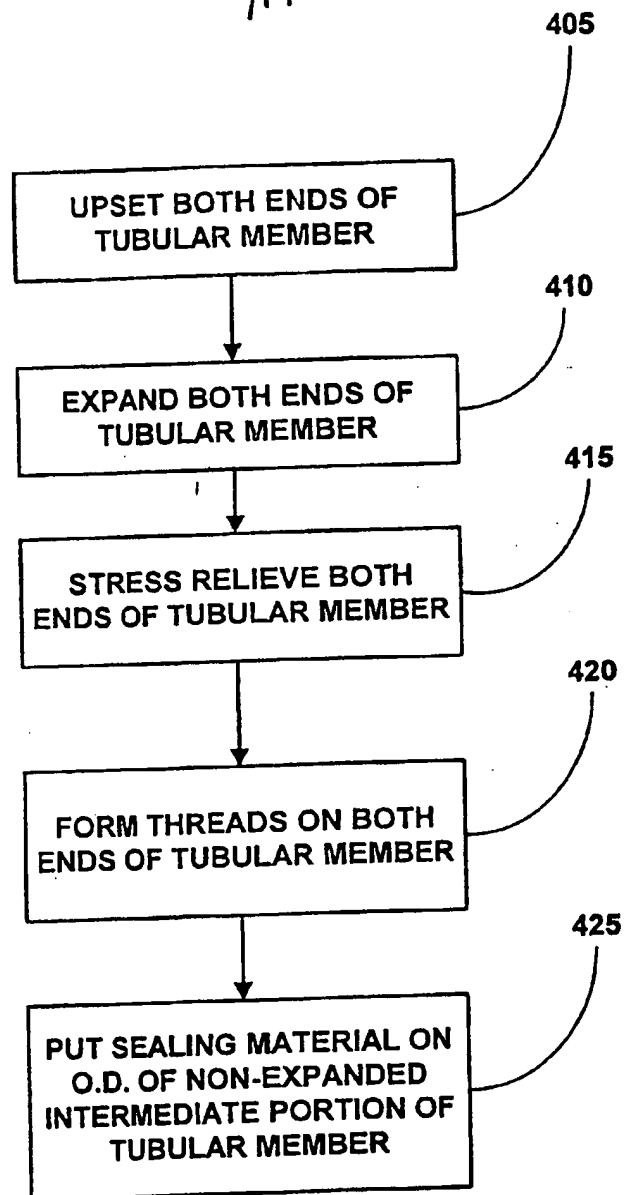 405
UPSET BOTH ENDS OF
TUBULAR MEMBER
410
EXPAND BOTH ENDS OF
TUBULAR MEMBER
415
STRESS RELIEVE BOTH
ENDS OF TUBULAR MEMBER
420
FORM THREADS ON BOTH
ENDS OF TUBULAR MEMBER
425
PUT SEALING MATERIAL ON
O.D. OF NON-EXPANDED
INTERMEDIATE PORTION OF
TUBULAR MEMBER